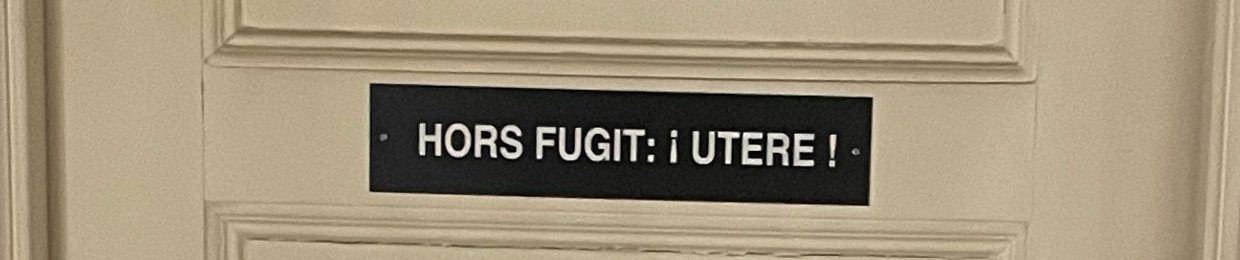 HORS FUGIT: ¡ UTERE !